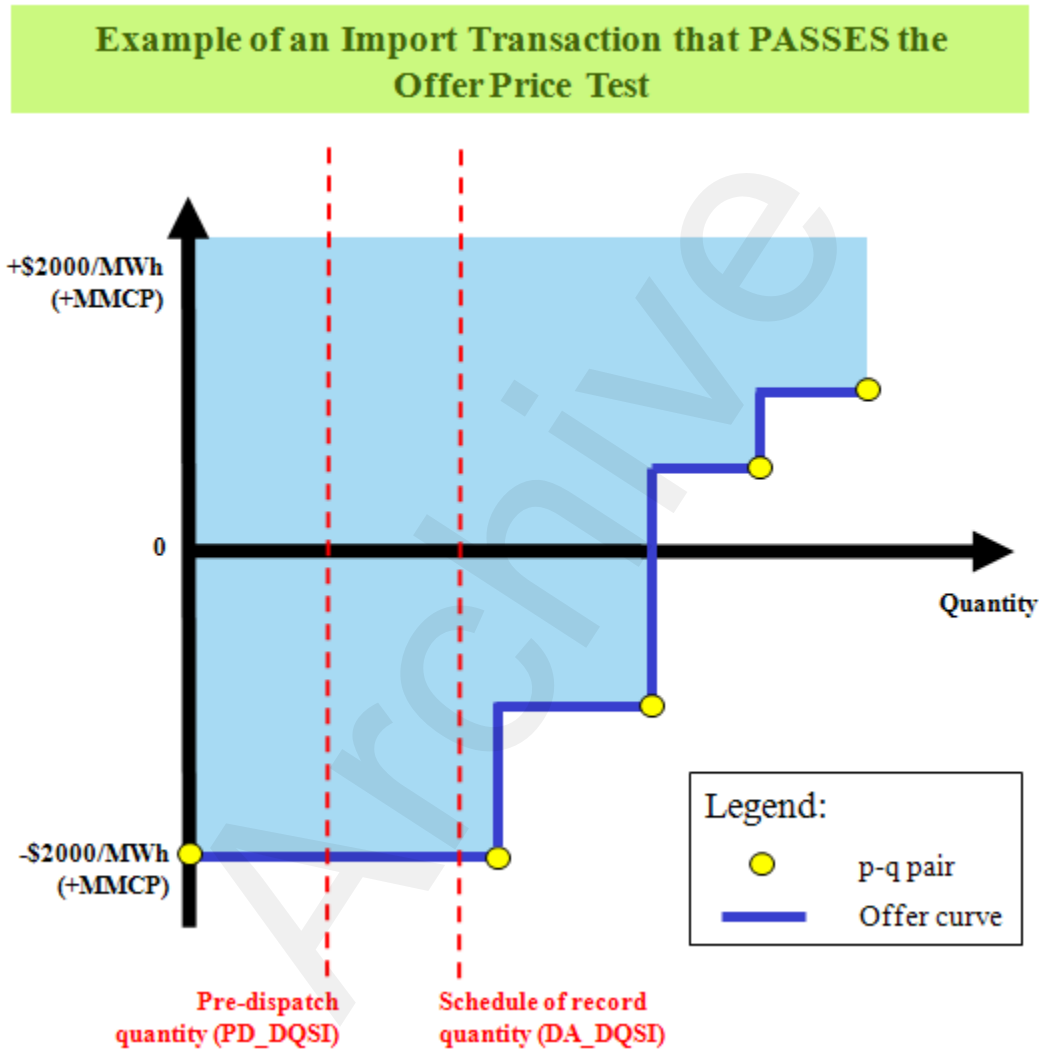 Example of an Import Transaction that PASSES the
Offer Price Test
+$2000/MWh
(+MMCP)
0
Quantity
-$2000/MWh
(+MMCP)
Legend:
p-q pair
Offer curve
Pre-dispatch
quantity (PD_DQSI)
Schedule of record
quantity (DA_DQSI)
Archive